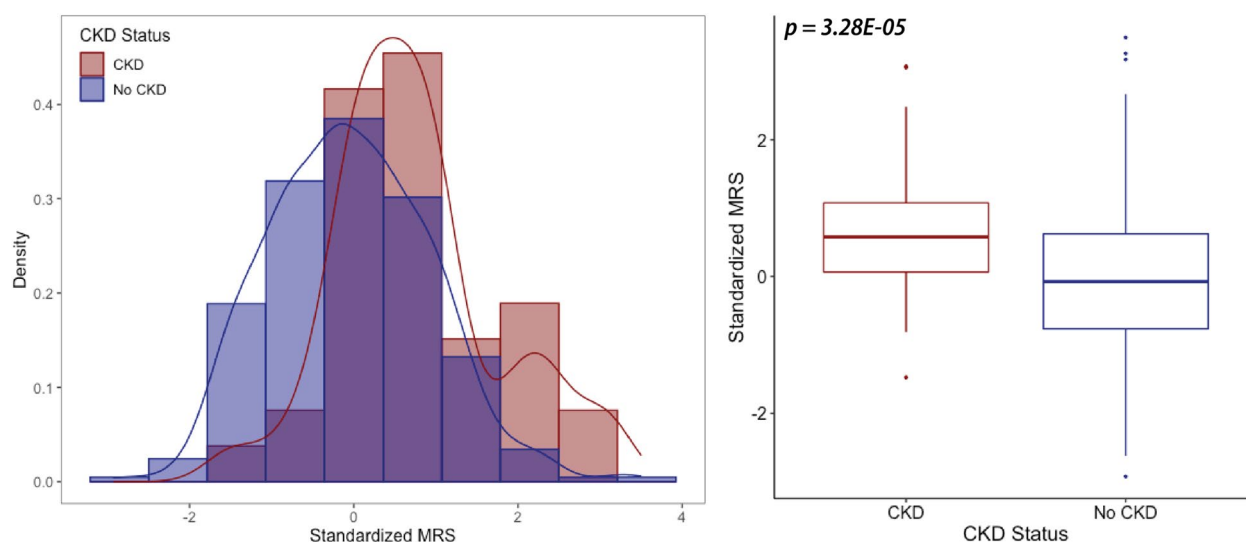 CKD Status
CKD
No CKD
0.4
0.3
0.2
0.1
0.0
Density
-2
0
2
4
Standardized MRS
p = 3.28E-05
2
0
-2
Standardized MRS
CKD
No CKD
CKD Status